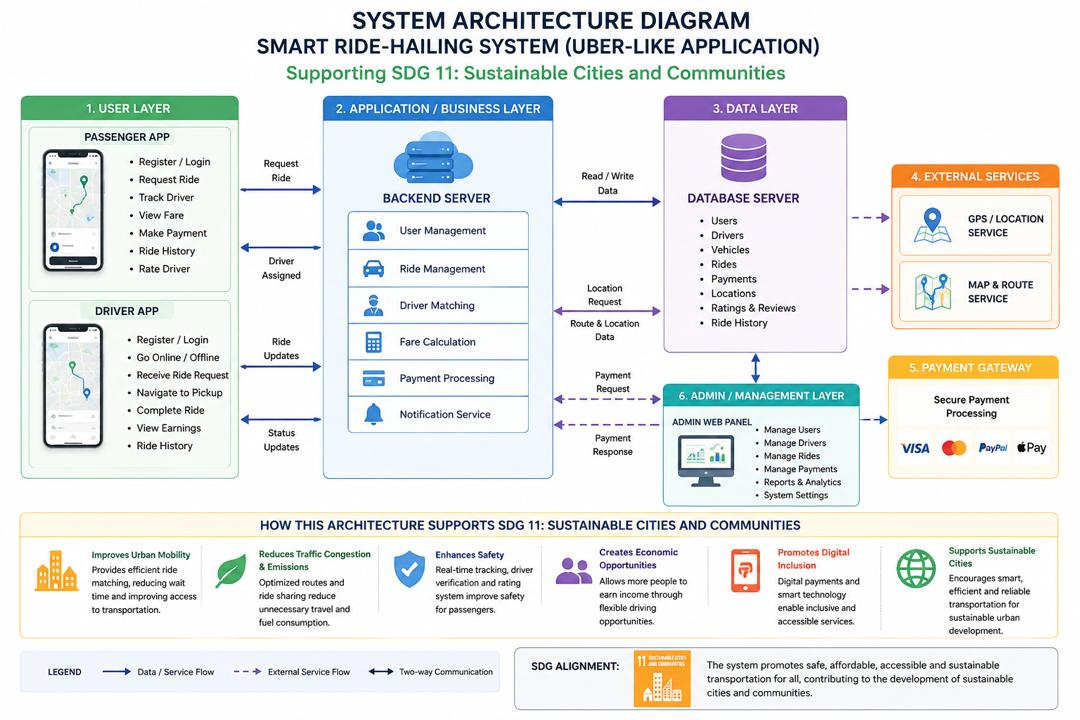 SYSTEM ARCHITECTURE DIAGRAM
SMART RIDE-HAILING SYSTEM (UBER-LIKE APPLICATION)
Supporting SDG 11: Sustainable Cities and Communities
1. USER LAYER
PASSENGER APP
• Register / Login
• Request Ride
• Track Driver
• View Fare
• Make Payment
• Ride History
• Rate Driver
DRIVER APP
• Register / Login
• Go Online / Offline
• Receive Ride Request
• Navigate to Pickup
• Complete Ride
• View Earnings
• Ride History
Request
Ride
Driver
Assigned
Ride
Updates
Status
Updates
2. APPLICATION / BUSINESS LAYER
BACKEND SERVER
User Management
Ride Management
Driver Matching
Fare Calculation
Payment Processing
Notification Service
Read / Write
Data
Location
Request
Route & Location
Data
Payment
Request
Payment
Response
3. DATA LAYER
DATABASE SERVER
• Users
• Drivers
• Vehicles
• Rides
• Payments
• Locations
• Ratings & Reviews
• Ride History
4. EXTERNAL SERVICES
GPS / LOCATION
SERVICE
MAP & ROUTE
SERVICE
5. PAYMENT GATEWAY
Secure Payment
Processing
VISA
PayPal
Pay
6. ADMIN / MANAGEMENT LAYER
ADMIN WEB PANEL
• Manage Users
• Manage Drivers
• Manage Rides
• Manage Payments
• Reports & Analytics
• System Settings
HOW THIS ARCHITECTURE SUPPORTS SDG 11: SUSTAINABLE CITIES AND COMMUNITIES
Improves Urban Mobility
Provides efficient ride
matching, reducing wait
time and improving access
to transportation.
Reduces Traffic Congestion
& Emissions
Optimized routes and
ride sharing reduce
unnecessary travel and
fuel consumption.
Enhances Safety
Real-time tracking, driver
verification and rating
system improve safety
for passengers.
Creates Economic
Opportunities
Allows more people to
earn income through
flexible driving
opportunities.
Promotes Digital
Inclusion
Digital payments and
smart technology
enable inclusive and
accessible services.
Supports Sustainable
Cities
Encourages smart,
efficient and reliable
transportation for
sustainable urban
development.
LEGEND
Data / Service Flow
External Service Flow
Two-way Communication
SDG ALIGNMENT:
11 SUSTAINABLE CITIES
AND COMMUNITIES
The system promotes safe, affordable, accessible and sustainable
transportation for all, contributing to the development of sustainable
cities and communities.